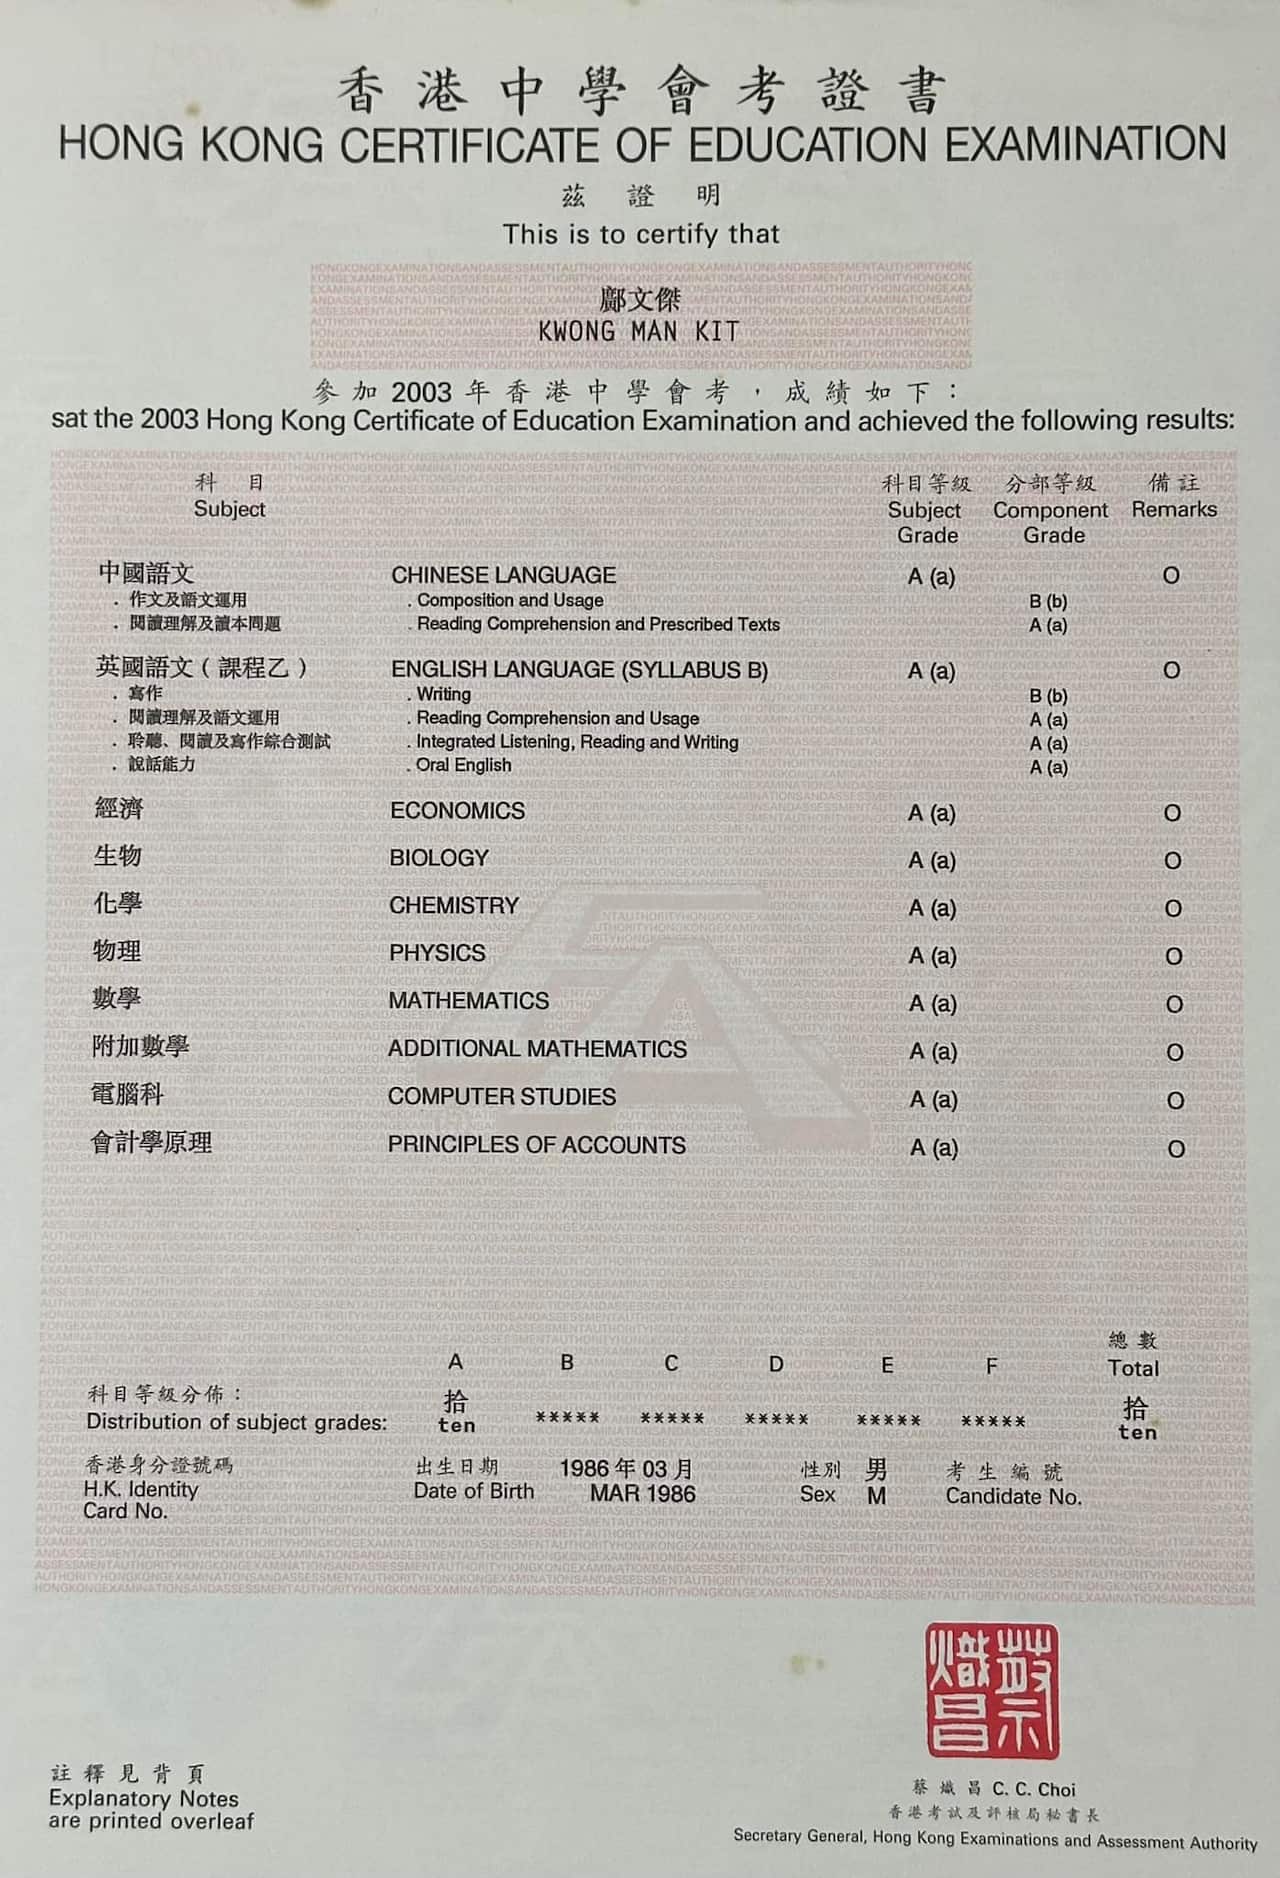 香港中學會考證書
HONG KONG CERTIFICATE OF EDUCATION EXAMINATION
茲證明
This is to certify that
鄺文傑
KWONG MAN KIT
參加 2003 年香港中學會考，成績如下：
sat the 2003 Hong Kong Certificate of Education Examination and achieved the following results:
科目 科目等級 分部等級 備註
Subject Subject Grade Component Grade Remarks
中國語文 CHINESE LANGUAGE A (a) O
. 作文及語文運用 . Composition and Usage B (b)
. 閱讀理解及讀本問題 . Reading Comprehension and Prescribed Texts A (a)
英國語文（課程乙） ENGLISH LANGUAGE (SYLLABUS B) A (a) O
. 寫作 . Writing B (b)
. 閱讀理解及語文運用 . Reading Comprehension and Usage A (a)
. 聆聽、閱讀及寫作綜合測試 . Integrated Listening, Reading and Writing A (a)
. 說話能力 . Oral English A (a)
經濟 ECONOMICS A (a) O
生物 BIOLOGY A (a) O
化學 CHEMISTRY A (a) O
物理 PHYSICS A (a) O
數學 MATHEMATICS A (a) O
附加數學 ADDITIONAL MATHEMATICS A (a) O
電腦科 COMPUTER STUDIES A (a) O
會計學原理 PRINCIPLES OF ACCOUNTS A (a) O
總數
A B C D E F Total
科目等級分佈： 拾 拾
Distribution of subject grades: ten ***** ***** ***** ***** ***** ten
香港身分證號碼 出生日期 1986 年 03 月 性別 男 考生編號
H.K. Identity Date of Birth MAR 1986 Sex M Candidate No.
Card No.
蔡熾昌
註釋見背頁
Explanatory Notes
are printed overleaf
蔡熾昌 C. C. Choi
香港考試及評核局秘書長
Secretary General, Hong Kong Examinations and Assessment Authority